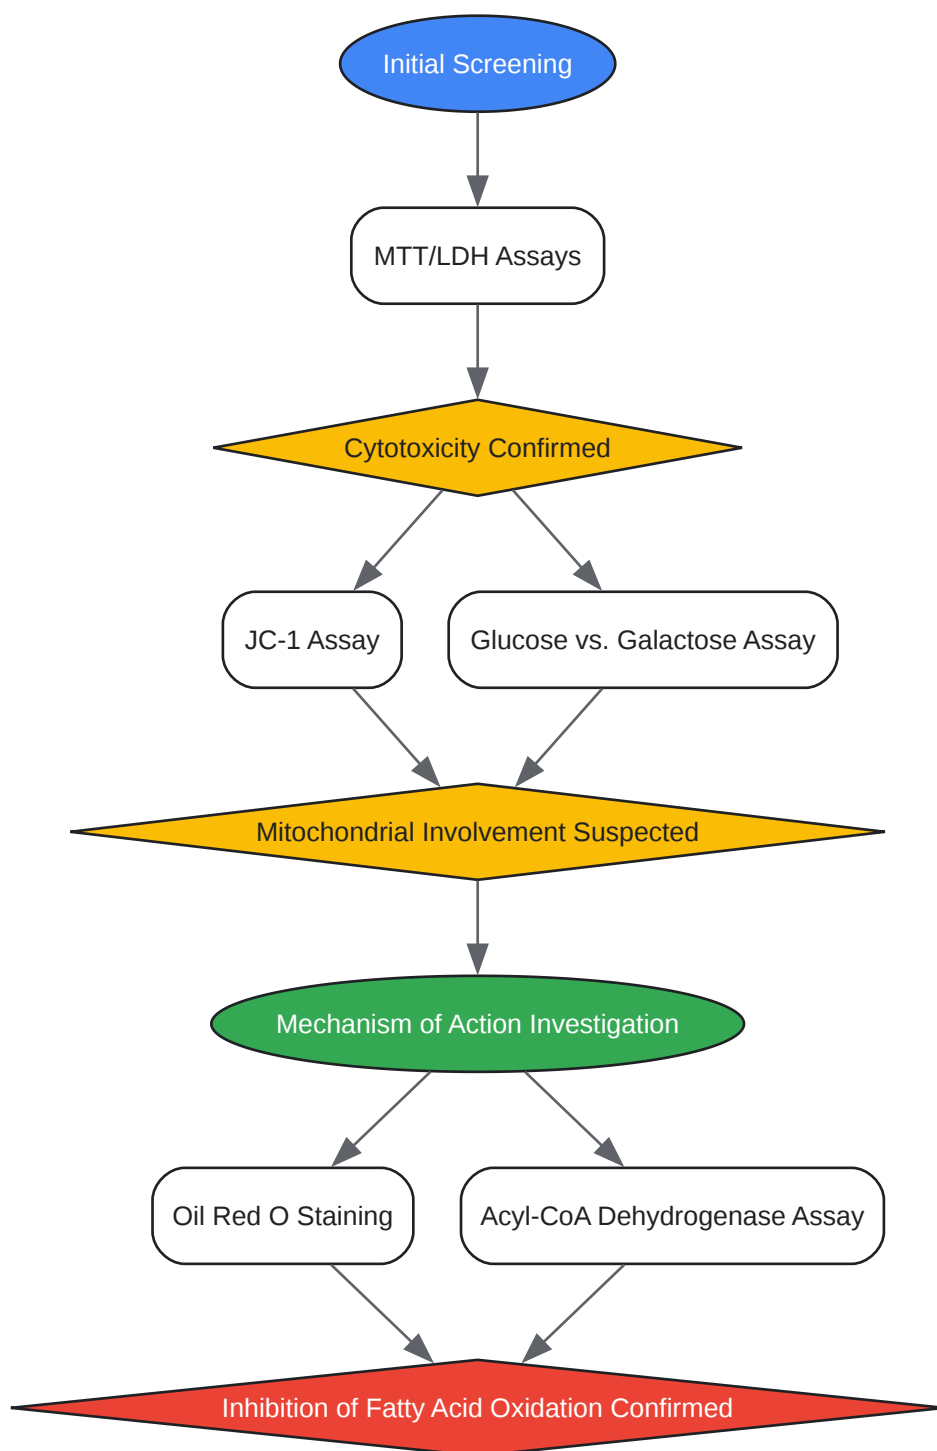 Initial Screening
MTT/LDH Assays
Cytotoxicity Confirmed
JC-1 Assay
Glucose vs. Galactose Assay
Mitochondrial Involvement Suspected
Mechanism of Action Investigation
Oil Red O Staining
Acyl-CoA Dehydrogenase Assay
Inhibition of Fatty Acid Oxidation Confirmed